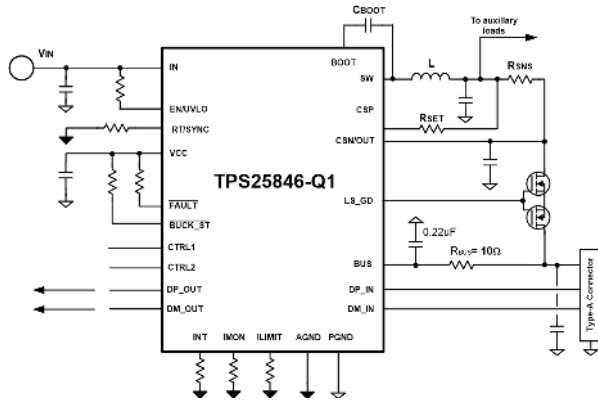 CBOOT
To auxillary
loads
VIN
IN
BOOT
SW
L
RSNS
EN/UVLO
CSP
RSET
RT/SYNC
CSN/OUT
VCC
TPS25846-Q1
FAULT
LS_GD
BUCK_ST
0.22uF
CTRL1
CTRL2
BUS
RBUS= 10Ω
DP_OUT
DP_IN
DM_OUT
DM_IN
Type-A Connector
INT
IMON
ILIMIT
AGND
PGND